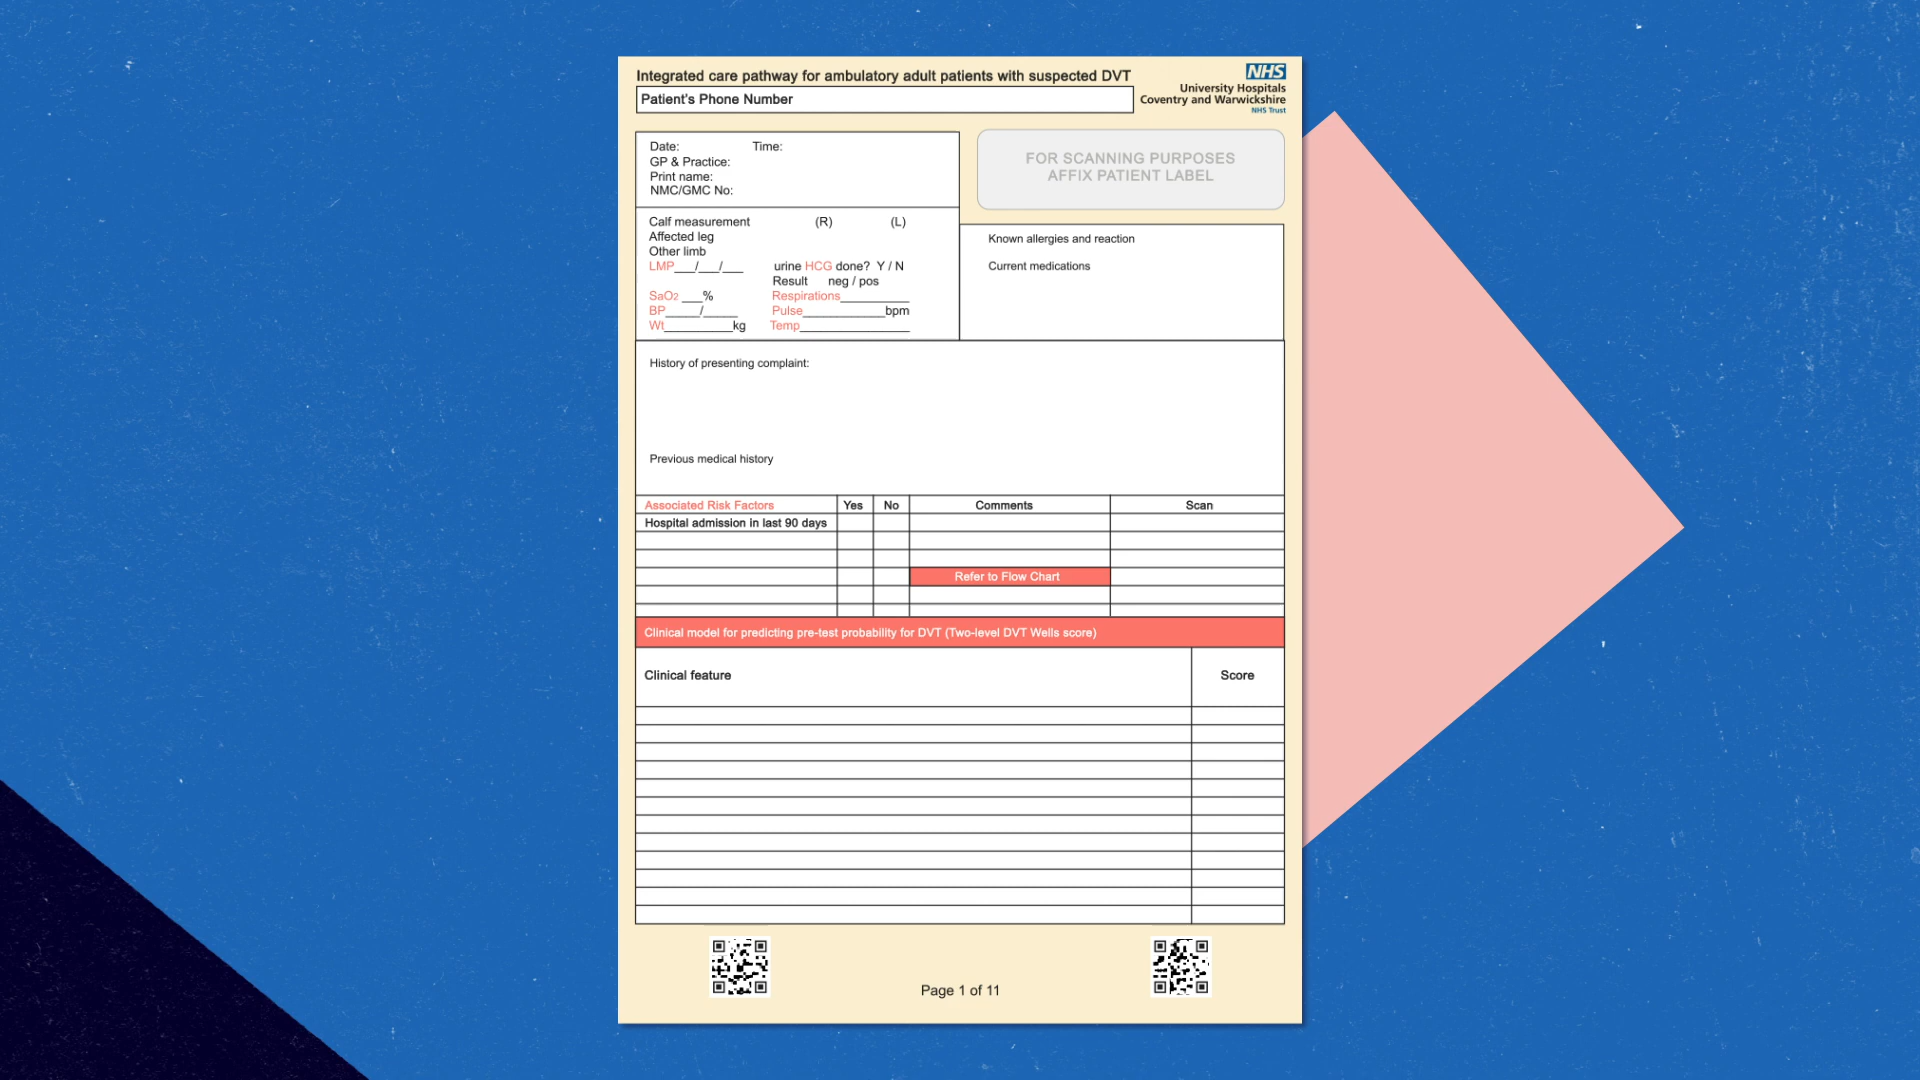 Integrated care pathway for ambulatory adult patients with suspected DVT
NHS
University Hospitals
Coventry and Warwickshire
NHS Trust
Patient's Phone Number
Date: Time:
GP & Practice:
Print name:
NMC/GMC No:
FOR SCANNING PURPOSES
AFFIX PATIENT LABEL
Calf measurement (R) (L)
Affected leg
Other limb
LMP___/___/___ urine HCG done? Y / N
Result neg / pos
SaO2 ___% Respirations__________
BP_____/_____ Pulse____________bpm
Wt__________kg Temp________________
Known allergies and reaction
Current medications
History of presenting complaint:
Previous medical history
Associated Risk Factors Yes No Comments Scan
Hospital admission in last 90 days
Refer to Flow Chart
Clinical model for predicting pre-test probability for DVT (Two-level DVT Wells score)
Clinical feature Score
Page 1 of 11